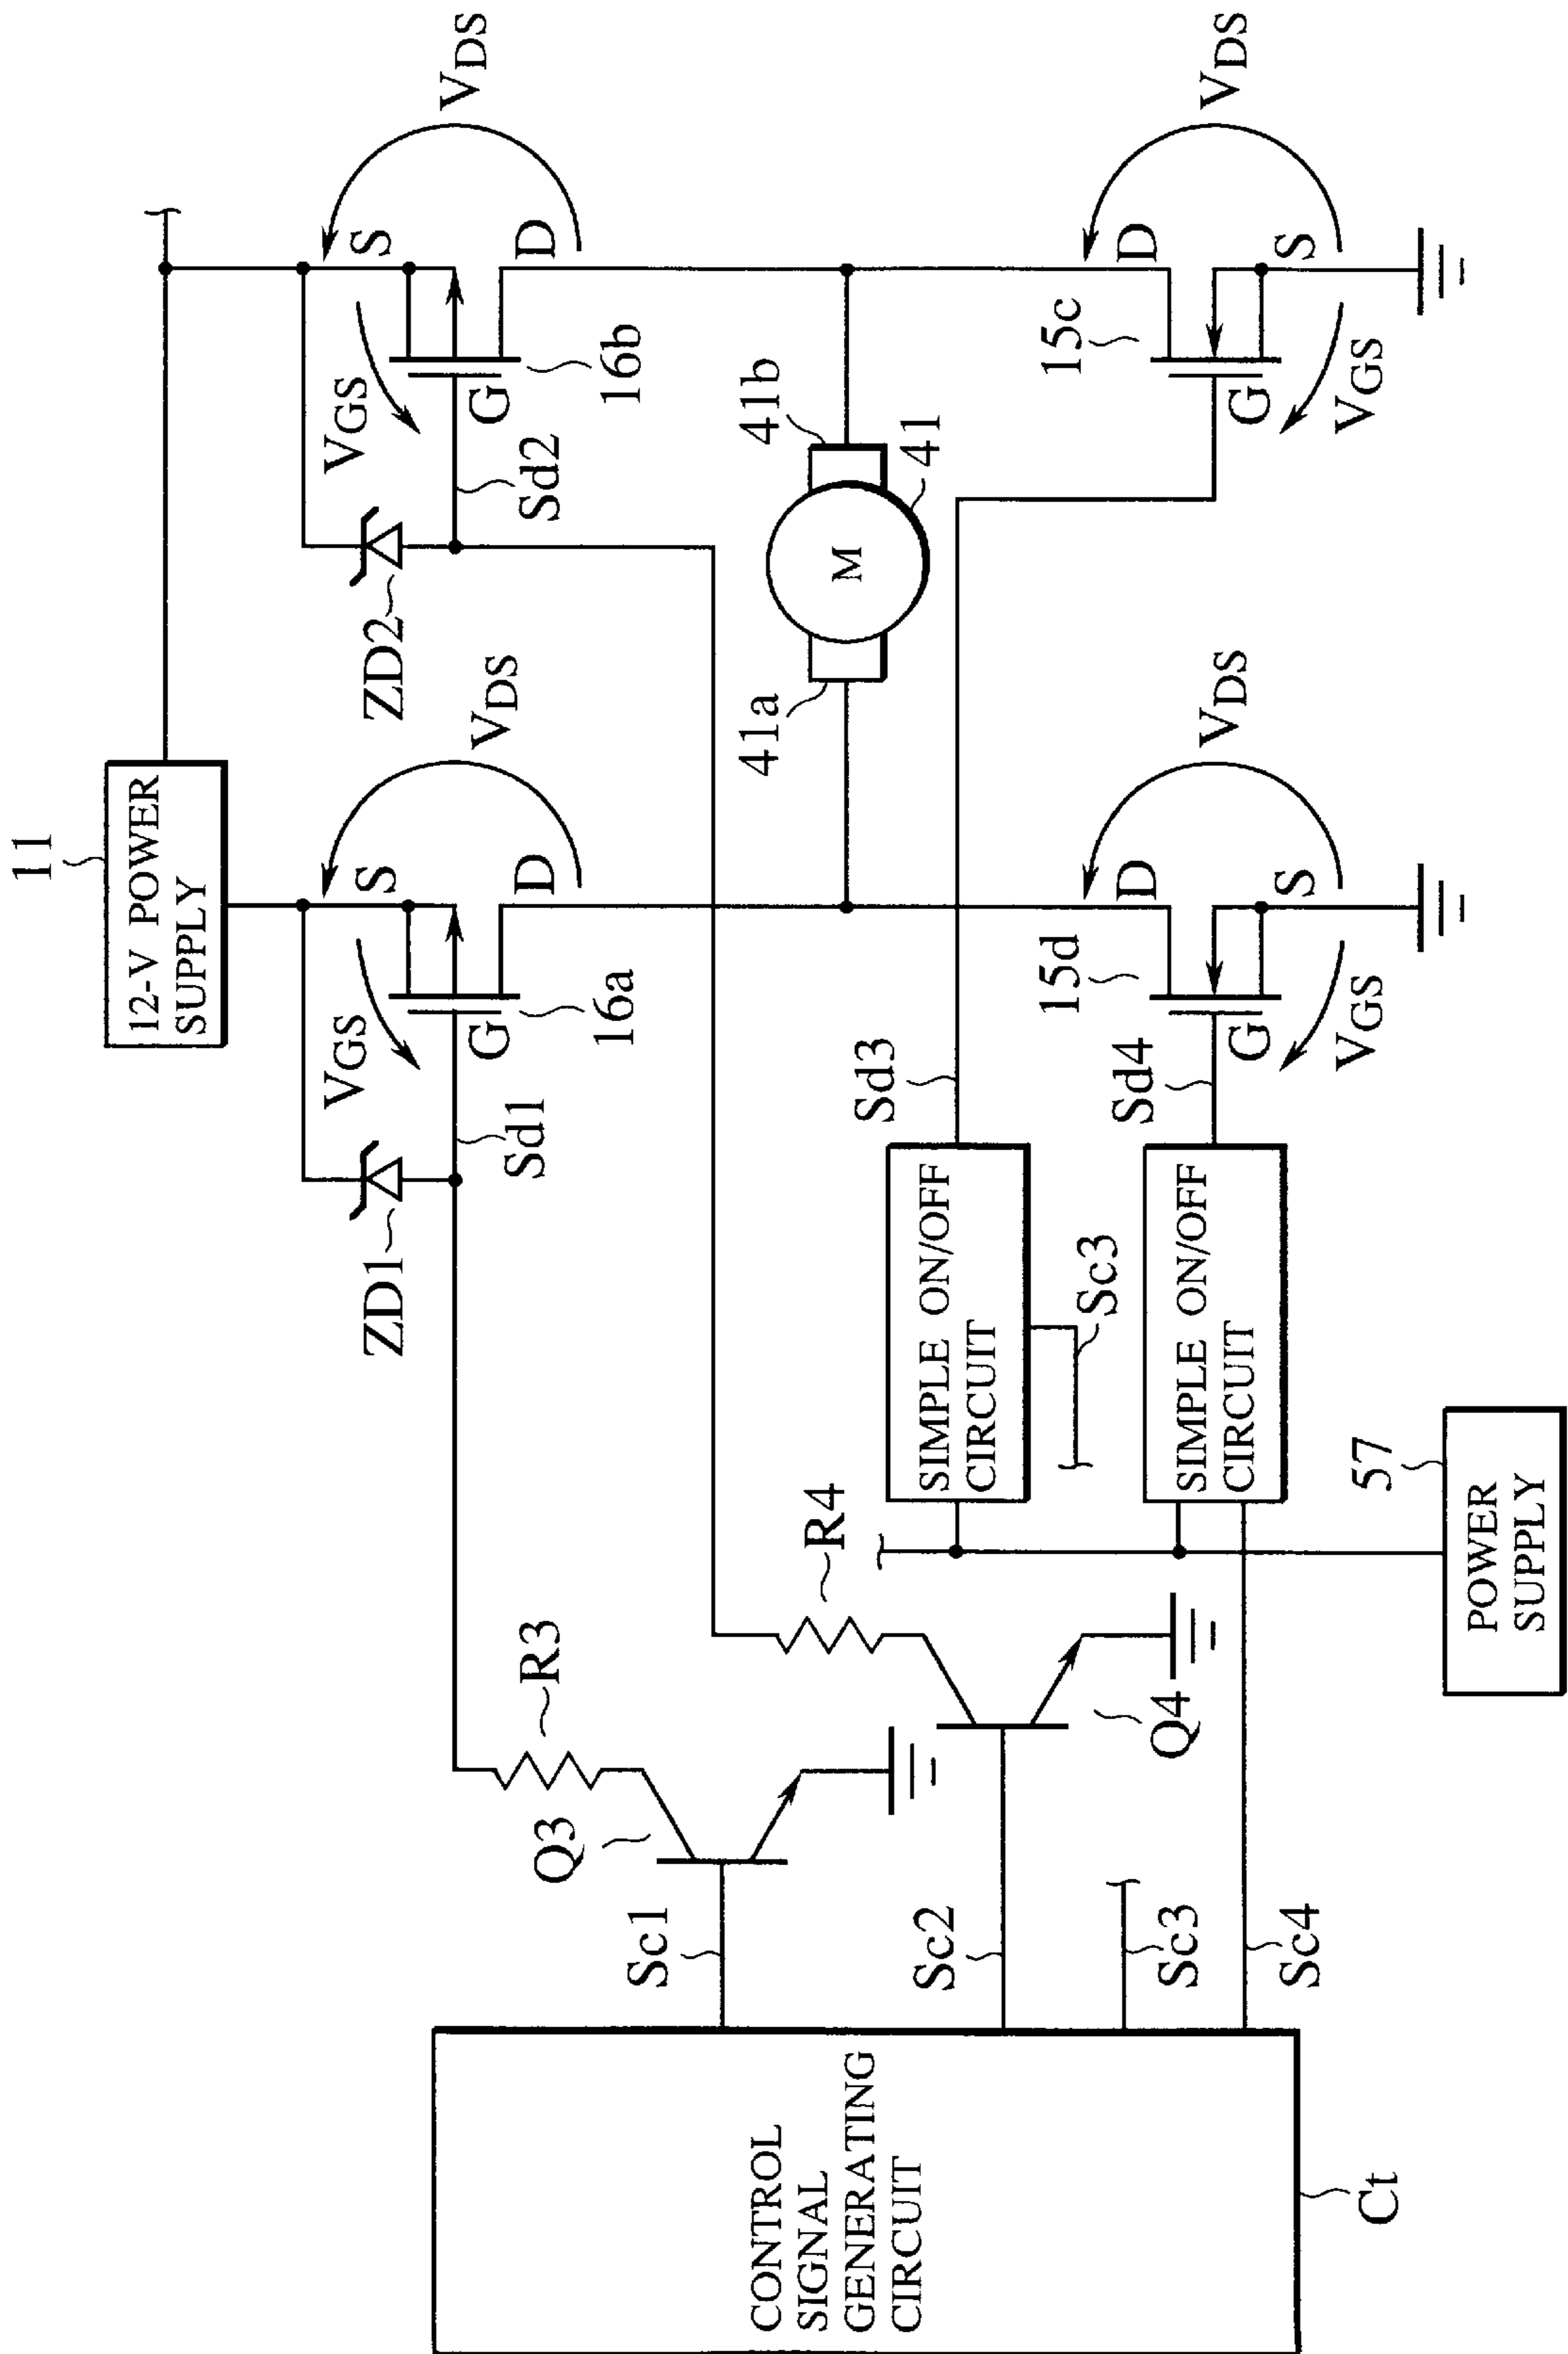 11
12-V POWER
SUPPLY
VGS
S
VDS
G
D
16a
ZD1
Sd1
VGS
S
VDS
G
D
16b
ZD2
Sd2
R3
Q3
Sc1
R4
Q4
Sc2
Sc3
Sc4
CONTROL
SIGNAL
GENERATING
CIRCUIT
Ct
41a
M
41b
41
Sd3
SIMPLE ON/OFF
CIRCUIT
Sc3
Sd4
SIMPLE ON/OFF
CIRCUIT
15d
D
VDS
G
S
VGS
15c
D
VDS
G
S
VGS
57
POWER
SUPPLY